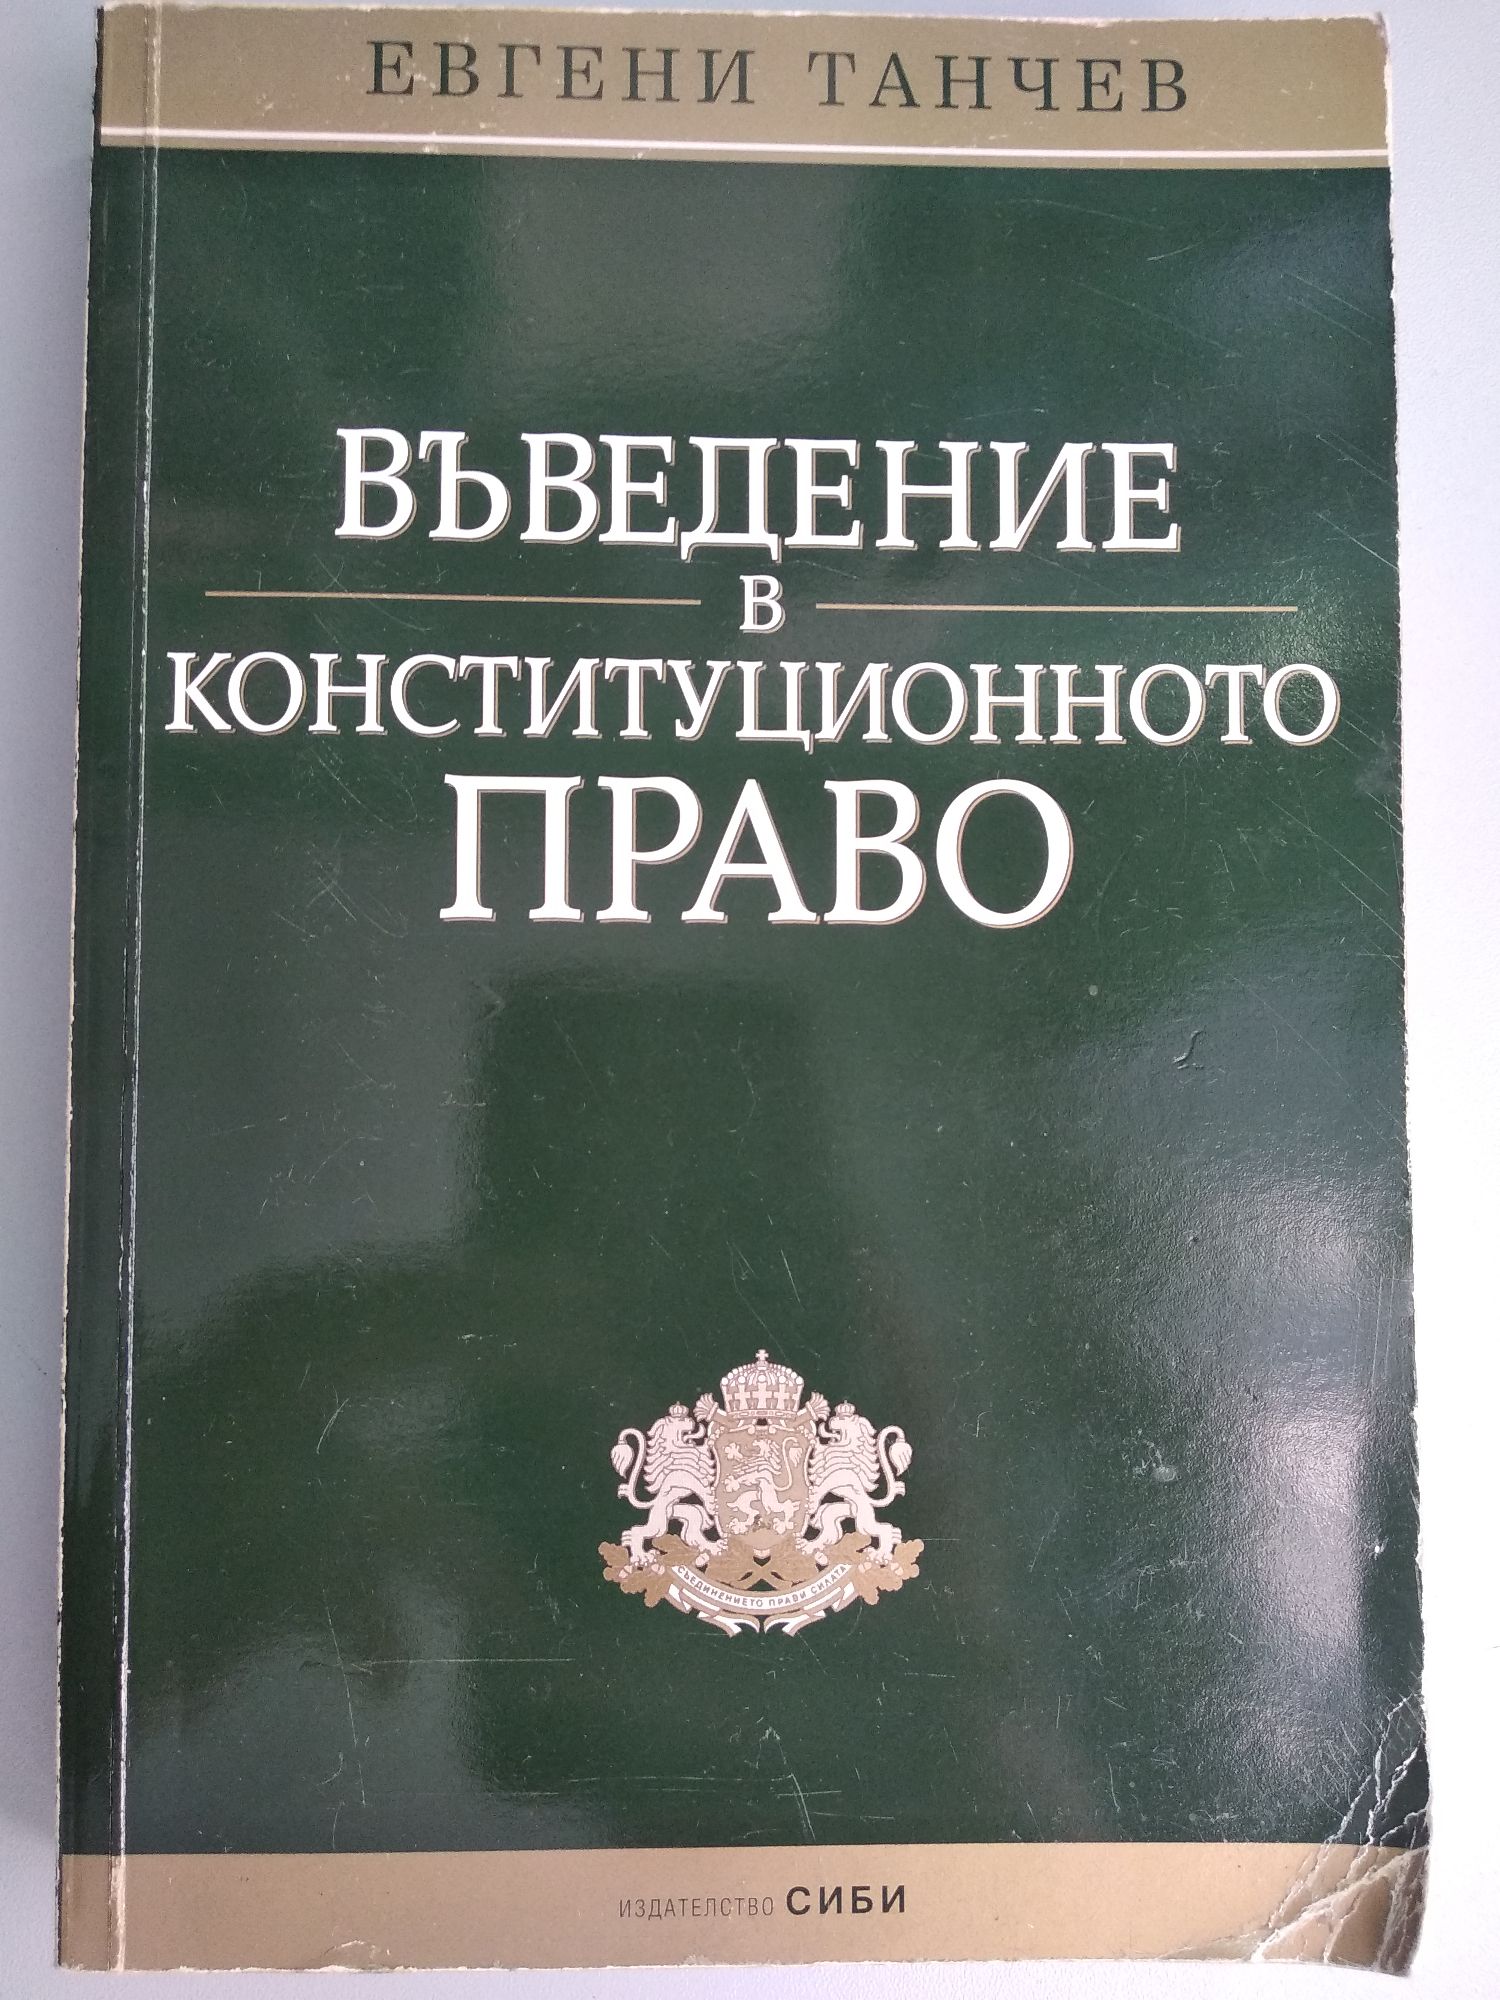 ЕВГЕНИ ТАНЧЕВ
ВЪВЕДЕНИЕ
В
КОНСТИТУЦИОННОТО
ПРАВО
СЪЕДИНЕНИЕТО ПРАВИ СИЛАТА
ИЗДАТЕЛСТВО СИБИ